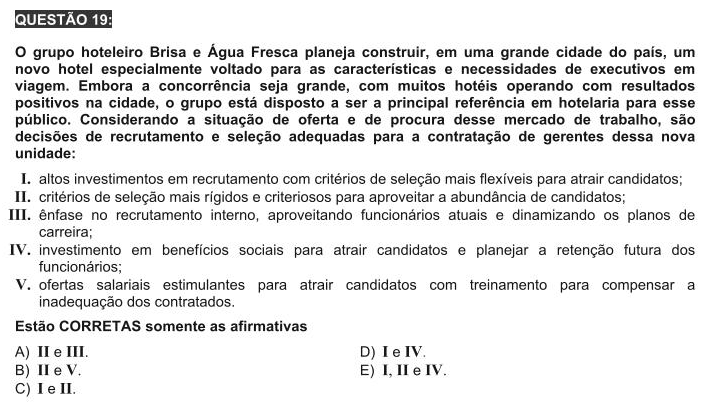 QUESTÃO 19:
O grupo hoteleiro Brisa e Água Fresca planeja construir, em uma grande cidade do país, um
novo hotel especialmente voltado para as características e necessidades de executivos em
viagem. Embora a concorrência seja grande, com muitos hotéis operando com resultados
positivos na cidade, o grupo está disposto a ser a principal referência em hotelaria para esse
público. Considerando a situação de oferta e de procura desse mercado de trabalho, são
decisões de recrutamento e seleção adequadas para a contratação de gerentes dessa nova
unidade:
I. altos investimentos em recrutamento com critérios de seleção mais flexíveis para atrair candidatos;
II. critérios de seleção mais rígidos e criteriosos para aproveitar a abundância de candidatos;
III. ênfase no recrutamento interno, aproveitando funcionários atuais e dinamizando os planos de
carreira;
IV. investimento em benefícios sociais para atrair candidatos e planejar a retenção futura dos
funcionários;
V. ofertas salariais estimulantes para atrair candidatos com treinamento para compensar a
inadequação dos contratados.
Estão CORRETAS somente as afirmativas
A) II e III.
B) II e V.
C) I e II.
D) I e IV.
E) I, II e IV.